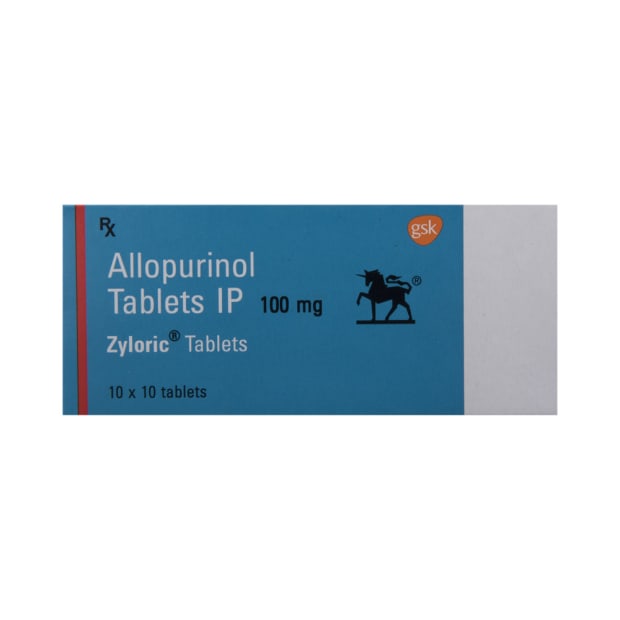 Rx
gsk
Allopurinol
Tablets IP 100 mg
®
Zyloric® Tablets
10 x 10 tablets